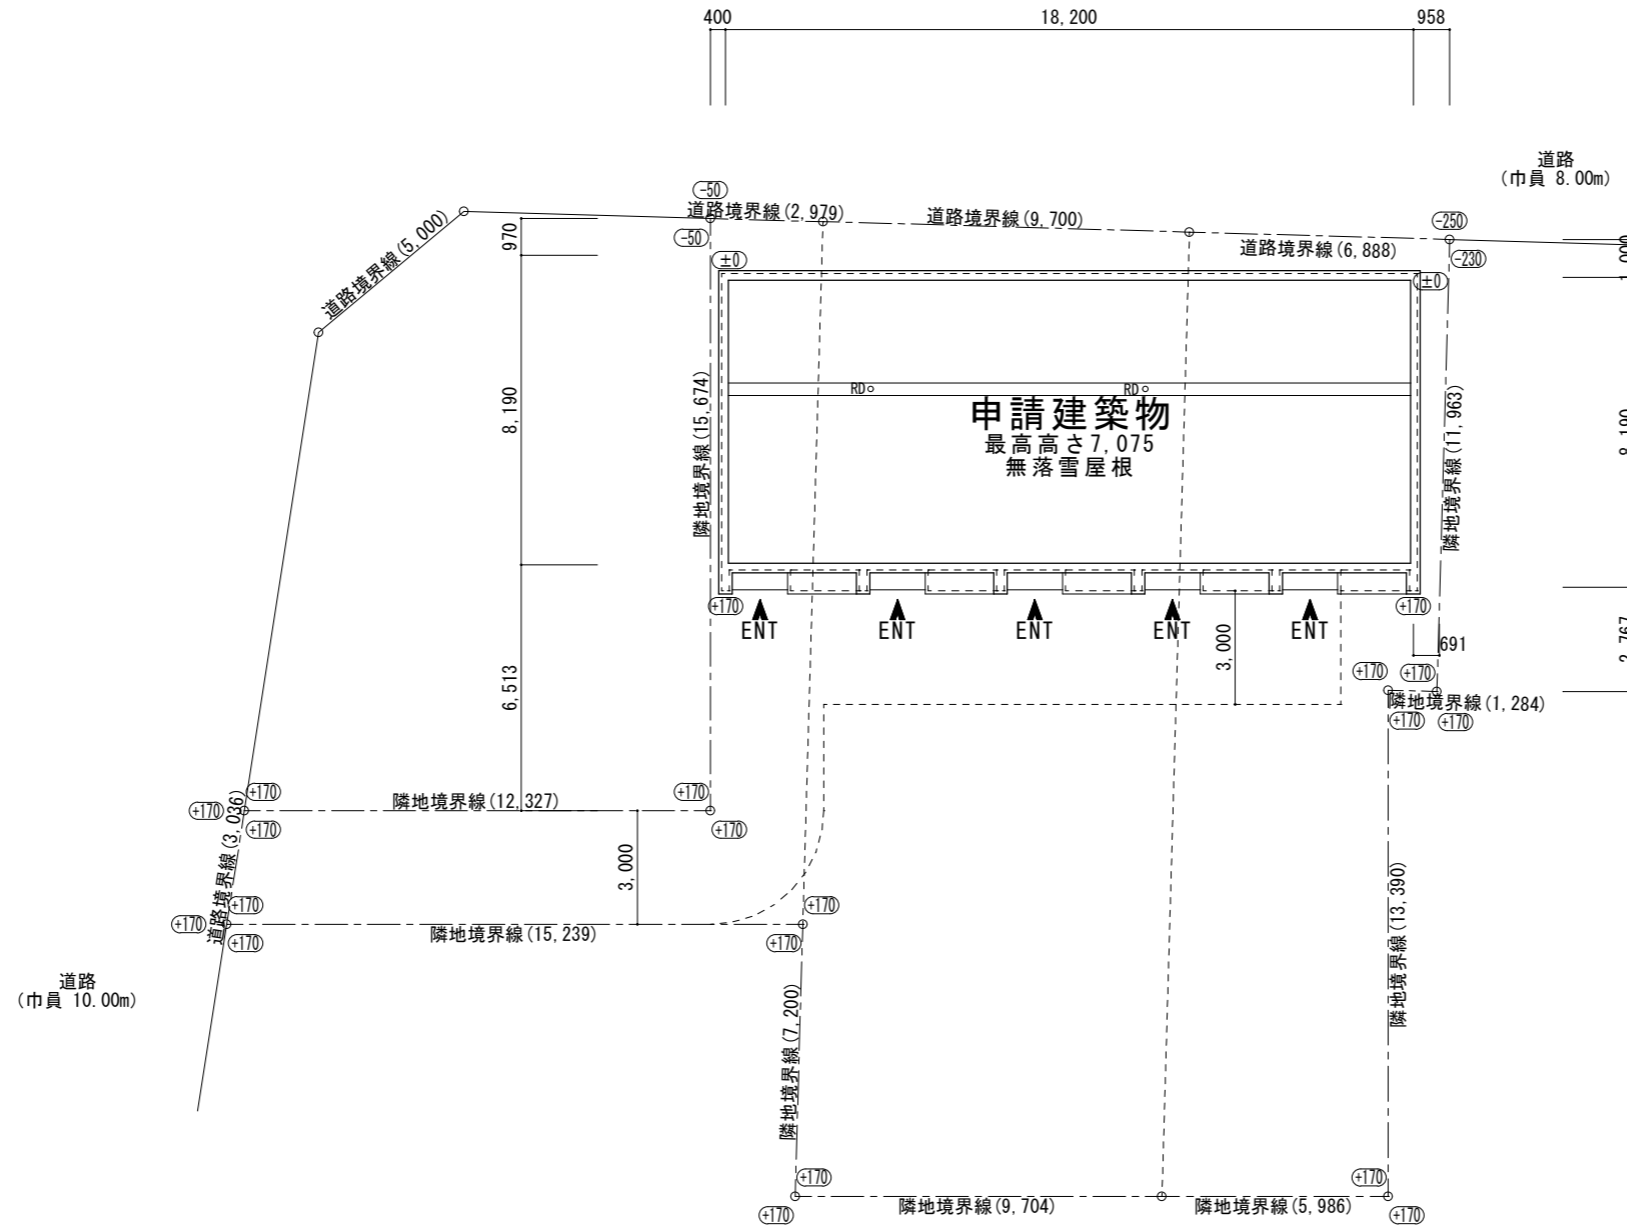 400
18,200
958
道路
(巾員 8.00m)
-50
道路境界線(2,979)
道路境界線(9,700)
-250
道路境界線(5,000)
970
-50
道路境界線(6,888)
-230
1,000
±0
±0
8,190
隣地境界線(15,674)
RD
RD
申請建築物
最高高さ7,075
無落雪屋根
隣地境界線(11,963)
8,190
+170
+170
ENT
ENT
ENT
ENT
ENT
3,000
691
2,767
6,513
+170
+170
隣地境界線(1,284)
+170
+170
+170
+170
隣地境界線(12,327)
+170
+170
+170
道路境界線(3,036)
3,000
+170
+170
+170
隣地境界線(15,239)
+170
+170
隣地境界線(13,390)
道路
(巾員 10.00m)
隣地境界線(7,200)
+170
+170
隣地境界線(9,704)
隣地境界線(5,986)
+170
+170